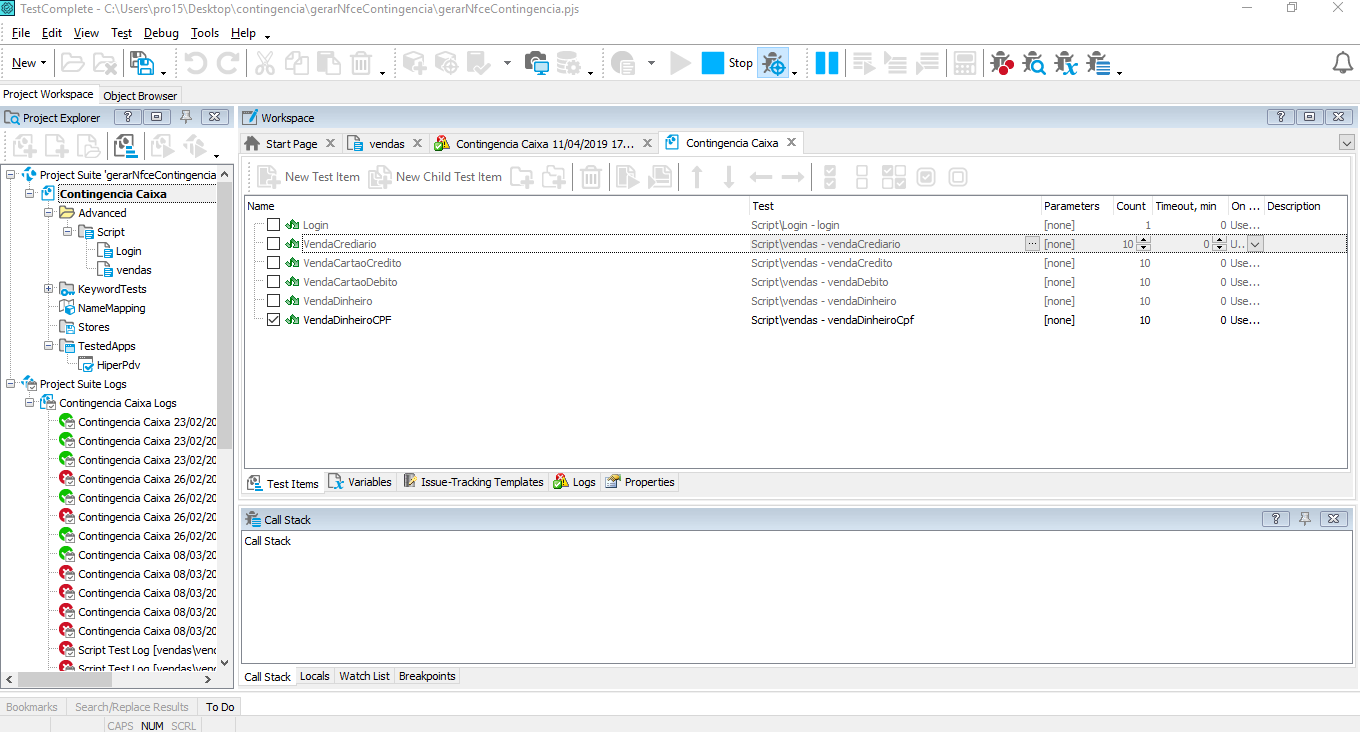 TestComplete - C:\Users\pro15\Desktop\contingencia\gerarNfceContingencia\gerarNfceContingencia.pjs
File Edit View Test Debug Tools Help
New Stop
Project Workspace Object Browser
Project Explorer
Project Suite 'gerarNfceContingencia
Contingencia Caixa
Advanced
Script
Login
vendas
KeywordTests
NameMapping
Stores
TestedApps
HiperPdv
Project Suite Logs
Contingencia Caixa Logs
Contingencia Caixa 23/02/20
Contingencia Caixa 23/02/20
Contingencia Caixa 23/02/20
Contingencia Caixa 26/02/20
Contingencia Caixa 26/02/20
Contingencia Caixa 26/02/20
Contingencia Caixa 26/02/20
Contingencia Caixa 08/03/20
Contingencia Caixa 08/03/20
Contingencia Caixa 08/03/20
Contingencia Caixa 08/03/20
Contingencia Caixa 08/03/20
Script Test Log [vendas\vend
Script Test Log [vendas\vend
Workspace
Start Page vendas Contingencia Caixa 11/04/2019 17... Contingencia Caixa
New Test Item New Child Test Item
Name Test Parameters Count Timeout, min On ... Description
Login Script\Login - login [none] 1 0 Use...
VendaCrediario Script\vendas - vendaCrediario ... [none] 10 0 U...
VendaCartaoCredito Script\vendas - vendaCredito [none] 10 0 Use...
VendaCartaoDebito Script\vendas - vendaDebito [none] 10 0 Use...
VendaDinheiro Script\vendas - vendaDinheiro [none] 10 0 Use...
VendaDinheiroCPF Script\vendas - vendaDinheiroCpf [none] 10 0 Use...
Test Items Variables Issue-Tracking Templates Logs Properties
Call Stack
Call Stack
Call Stack Locals Watch List Breakpoints
Bookmarks Search/Replace Results To Do
CAPS NUM SCRL